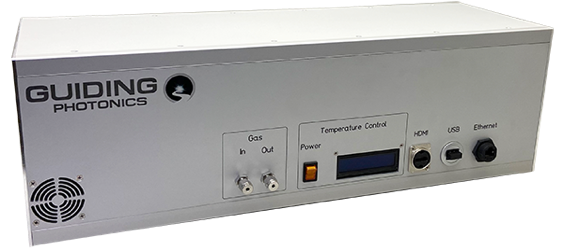 GUIDING
PHOTONICS
Gas
In Out
Temperature Control
Power
HDMI USB Ethernet